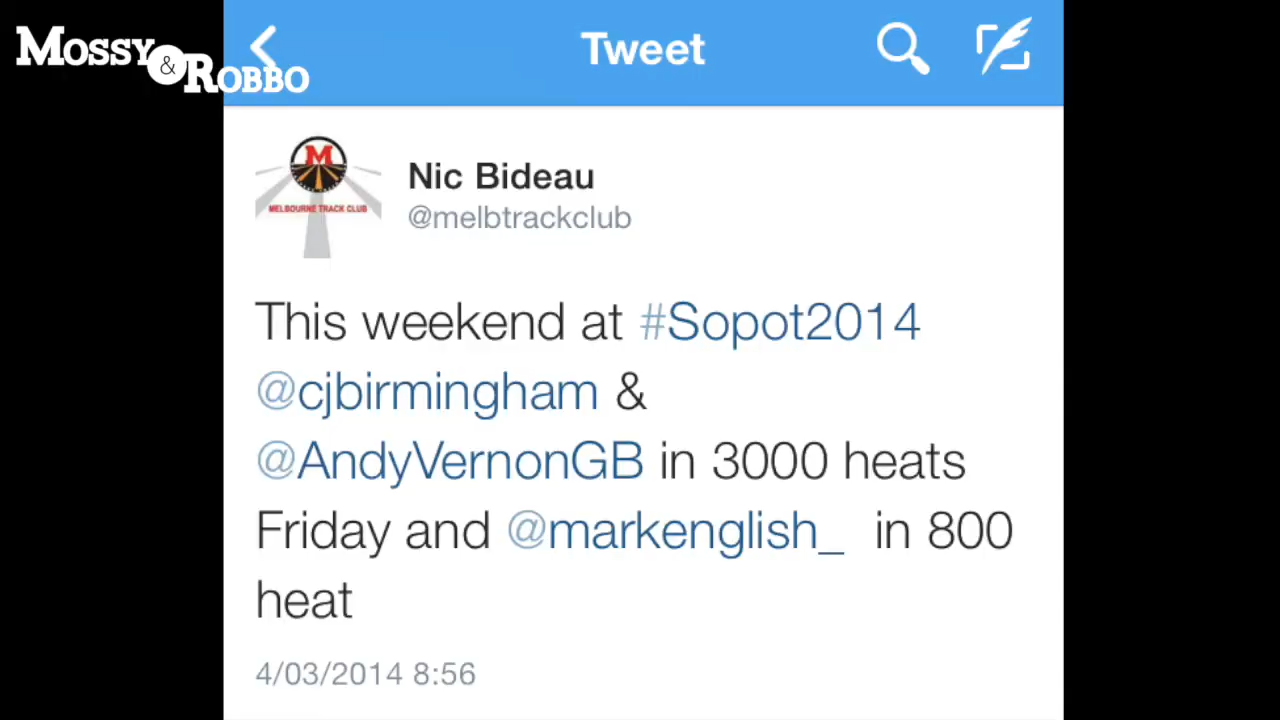 Mossy & Robbo
Tweet
M
MELBOURNE TRACK CLUB
Nic Bideau
@melbtrackclub
This weekend at #Sopot2014
@cjbirmingham &
@AndyVernonGB in 3000 heats
Friday and @markenglish_ in 800
heat
4/03/2014 8:56